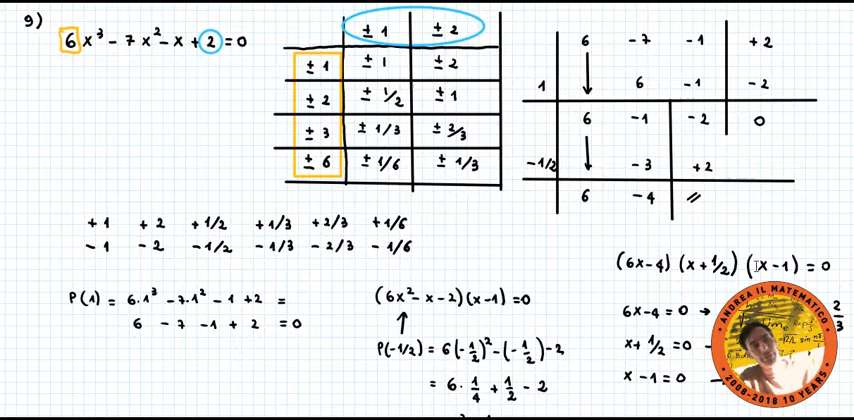 9)
6x³ - 7x² - x + 2 = 0
± 1 ± 2
± 1 ± 1 ± 2
± 2 ± 1/2 ± 1
± 3 ± 1/3 ± 2/3
± 6 ± 1/6 ± 1/3
6 -7 -1 +2
1 6 -1 -2
6 -1 -2 0
-1/2 -3 +2
6 -4 //
+1 +2 +1/2 +1/3 +2/3 +1/6
-1 -2 -1/2 -1/3 -2/3 -1/6
P(1) = 6·1³ - 7·1² - 1 + 2 =
6 - 7 - 1 + 2 = 0
(6x² - x - 2)(x - 1) = 0
P(-1/2) = 6(-1/2)² - (-1/2) - 2
= 6 · 1/4 + 1/2 - 2
(6x-4) (x + 1/2) (x - 1) = 0
6x - 4 = 0 → 2/3
x + 1/2 = 0
x - 1 = 0
ANDREA IL MATEMATICO
2008-2018 10 YEARS